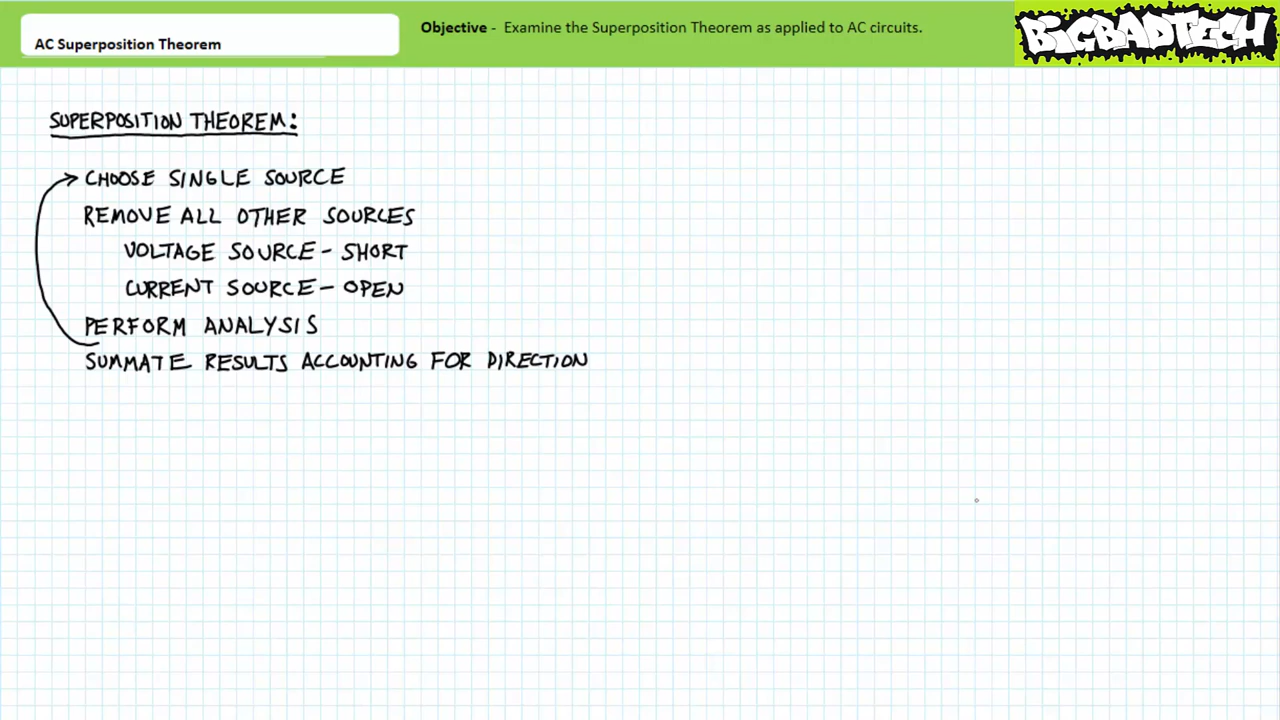 AC Superposition Theorem
Objective - Examine the Superposition Theorem as applied to AC circuits.
BIGBADTECH
SUPERPOSITION THEOREM:
CHOOSE SINGLE SOURCE
REMOVE ALL OTHER SOURCES
VOLTAGE SOURCE - SHORT
CURRENT SOURCE - OPEN
PERFORM ANALYSIS
SUMMATE RESULTS ACCOUNTING FOR DIRECTION